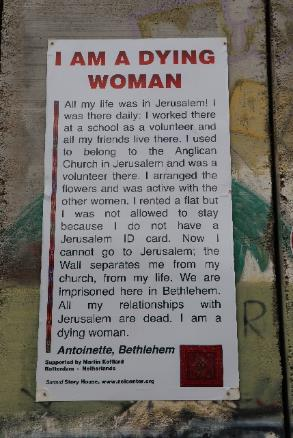 I AM A DYING
WOMAN
All my life was in Jerusalem! I
was there daily: I worked there
at a school as a volunteer and
all my friends live there. I used
to belong to the Anglican
Church in Jerusalem and was a
volunteer there. I arranged the
flowers and was active with the
other women. I rented a flat but
I was not allowed to stay
because I do not have a
Jerusalem ID card. Now I
cannot go to Jerusalem; the
Wall separates me from my
church, from my life. We are
imprisoned here in Bethlehem.
All my relationships with
Jerusalem are dead. I am a
dying woman.
Antoinette, Bethlehem
Supported by Martin
Rotterdam - Netherlands
Sumud Story House, www.aeicenter.org